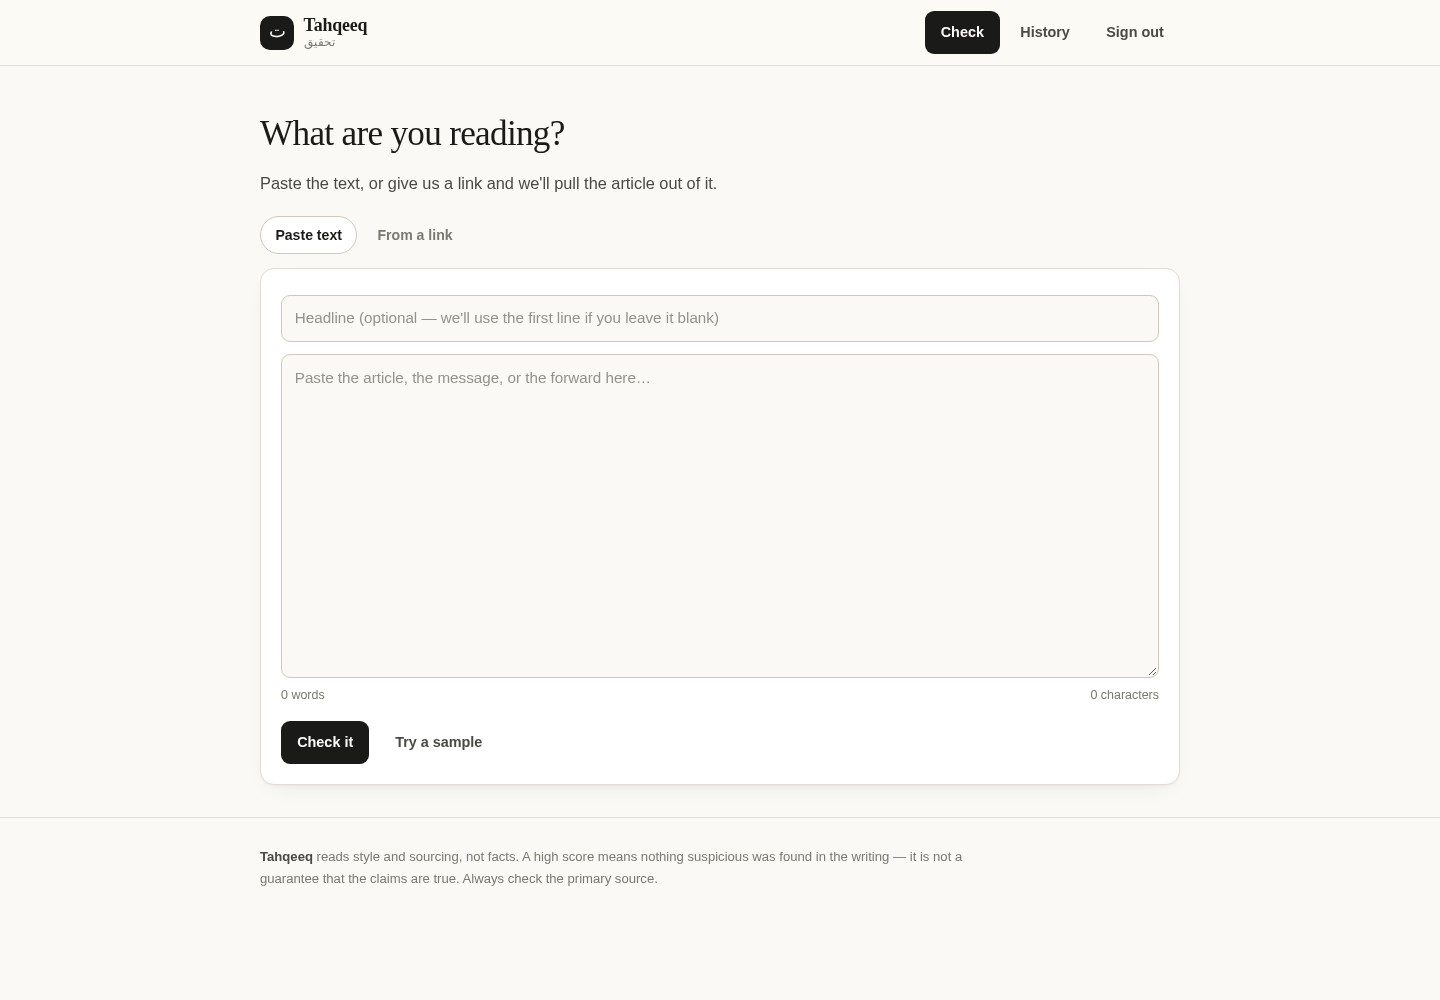 ت
Tahqeeq
تحقيق
Check
History
Sign out
What are you reading?
Paste the text, or give us a link and we'll pull the article out of it.
Paste text
From a link
Headline (optional — we'll use the first line if you leave it blank)
Paste the article, the message, or the forward here…
0 words
0 characters
Check it
Try a sample
Tahqeeq reads style and sourcing, not facts. A high score means nothing suspicious was found in the writing — it is not a
guarantee that the claims are true. Always check the primary source.